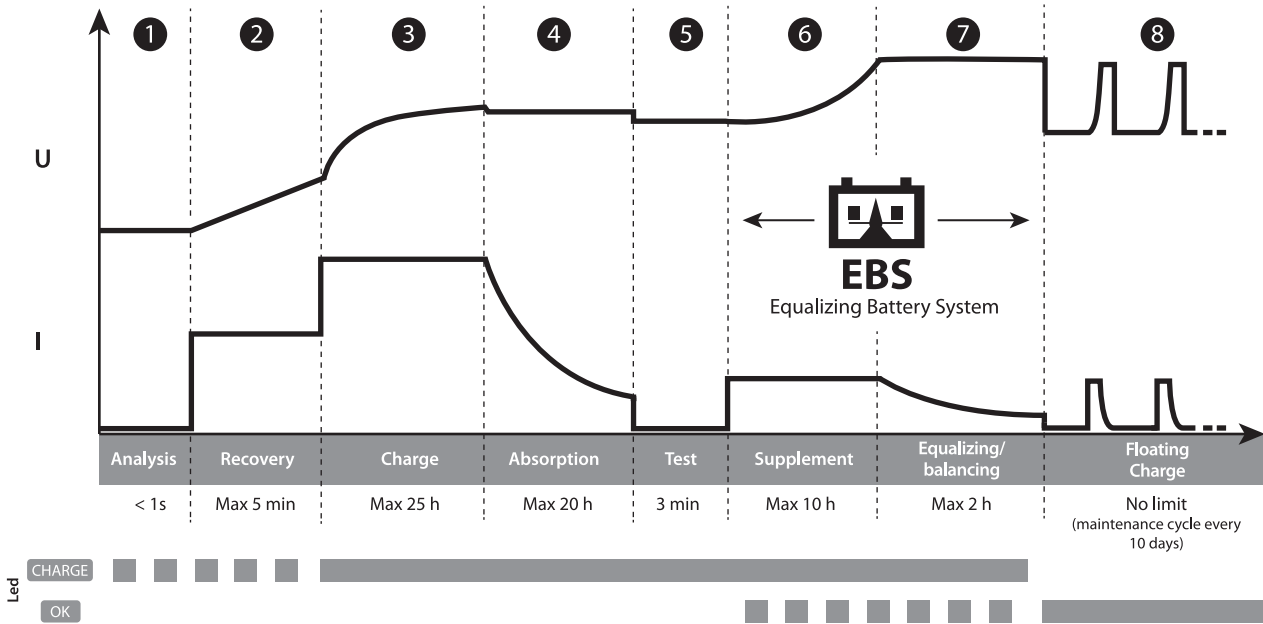 1 2 3 4 5 6 7 8
U
EBS
Equalizing Battery System
I
Analysis Recovery Charge Absorption Test Supplement Equalizing/ balancing Floating Charge
< 1s Max 5 min Max 25 h Max 20 h 3 min Max 10 h Max 2 h No limit
(maintenance cycle every
10 days)
Led
CHARGE
OK